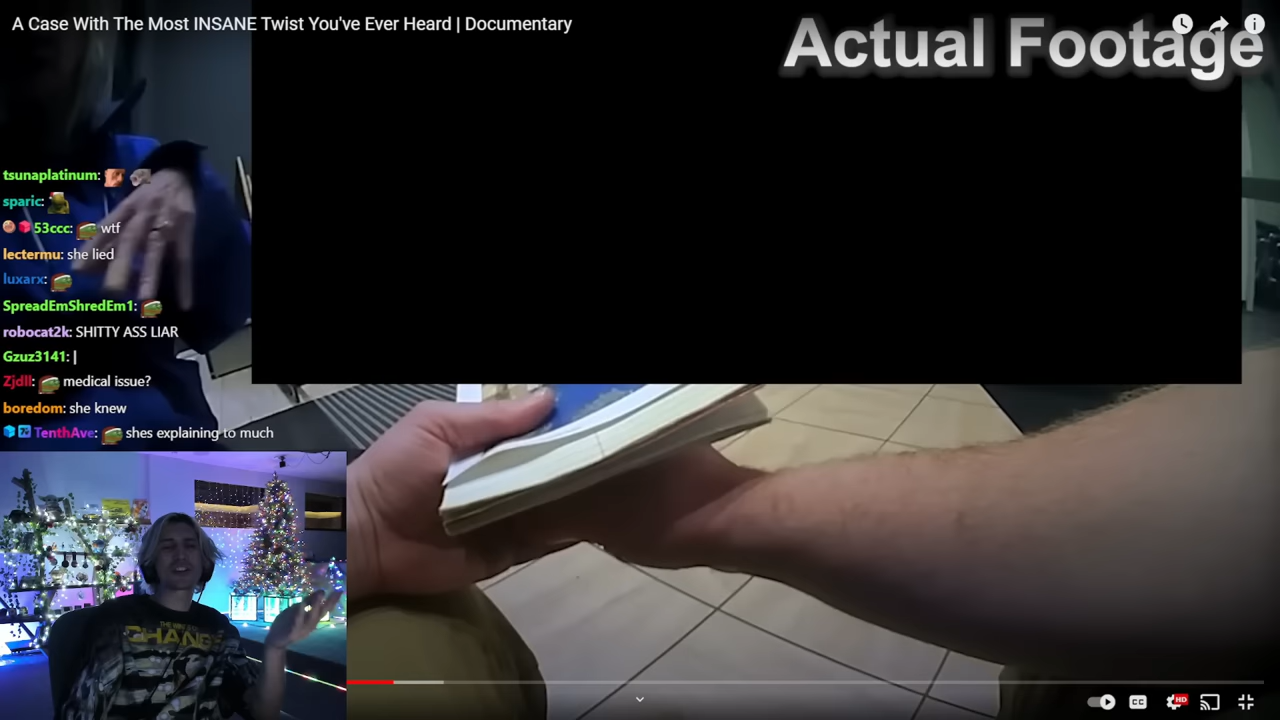 A Case With The Most INSANE Twist You've Ever Heard | Documentary
Actual Footage
tsunaplatinum:
sparic:
53ccc: wtf
lectermu: she lied
luxarx:
SpreadEmShredEm1:
robocat2k: SHITTY ASS LIAR
Gzuz3141: |
Zjdll: medical issue?
boredom: she knew
TenthAve: shes explaining to much
CHANGE
CC
HD